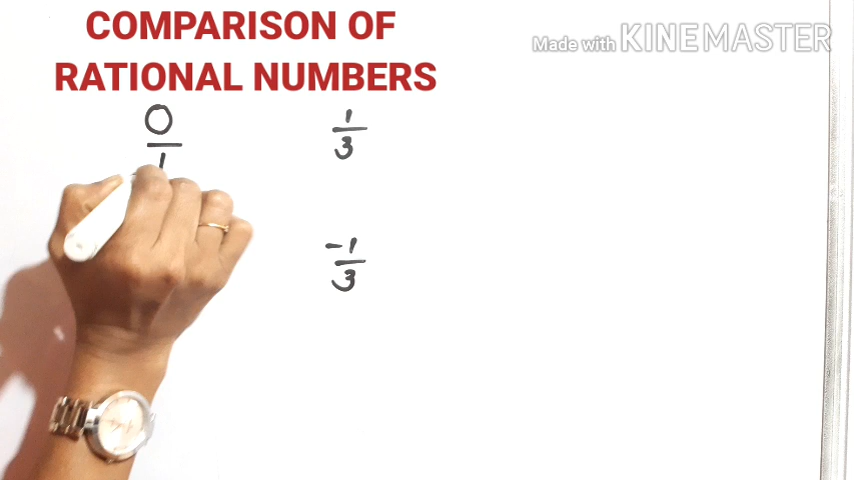 COMPARISON OF
RATIONAL NUMBERS
Made with KINEMASTER
0/1
1/3
-1/3